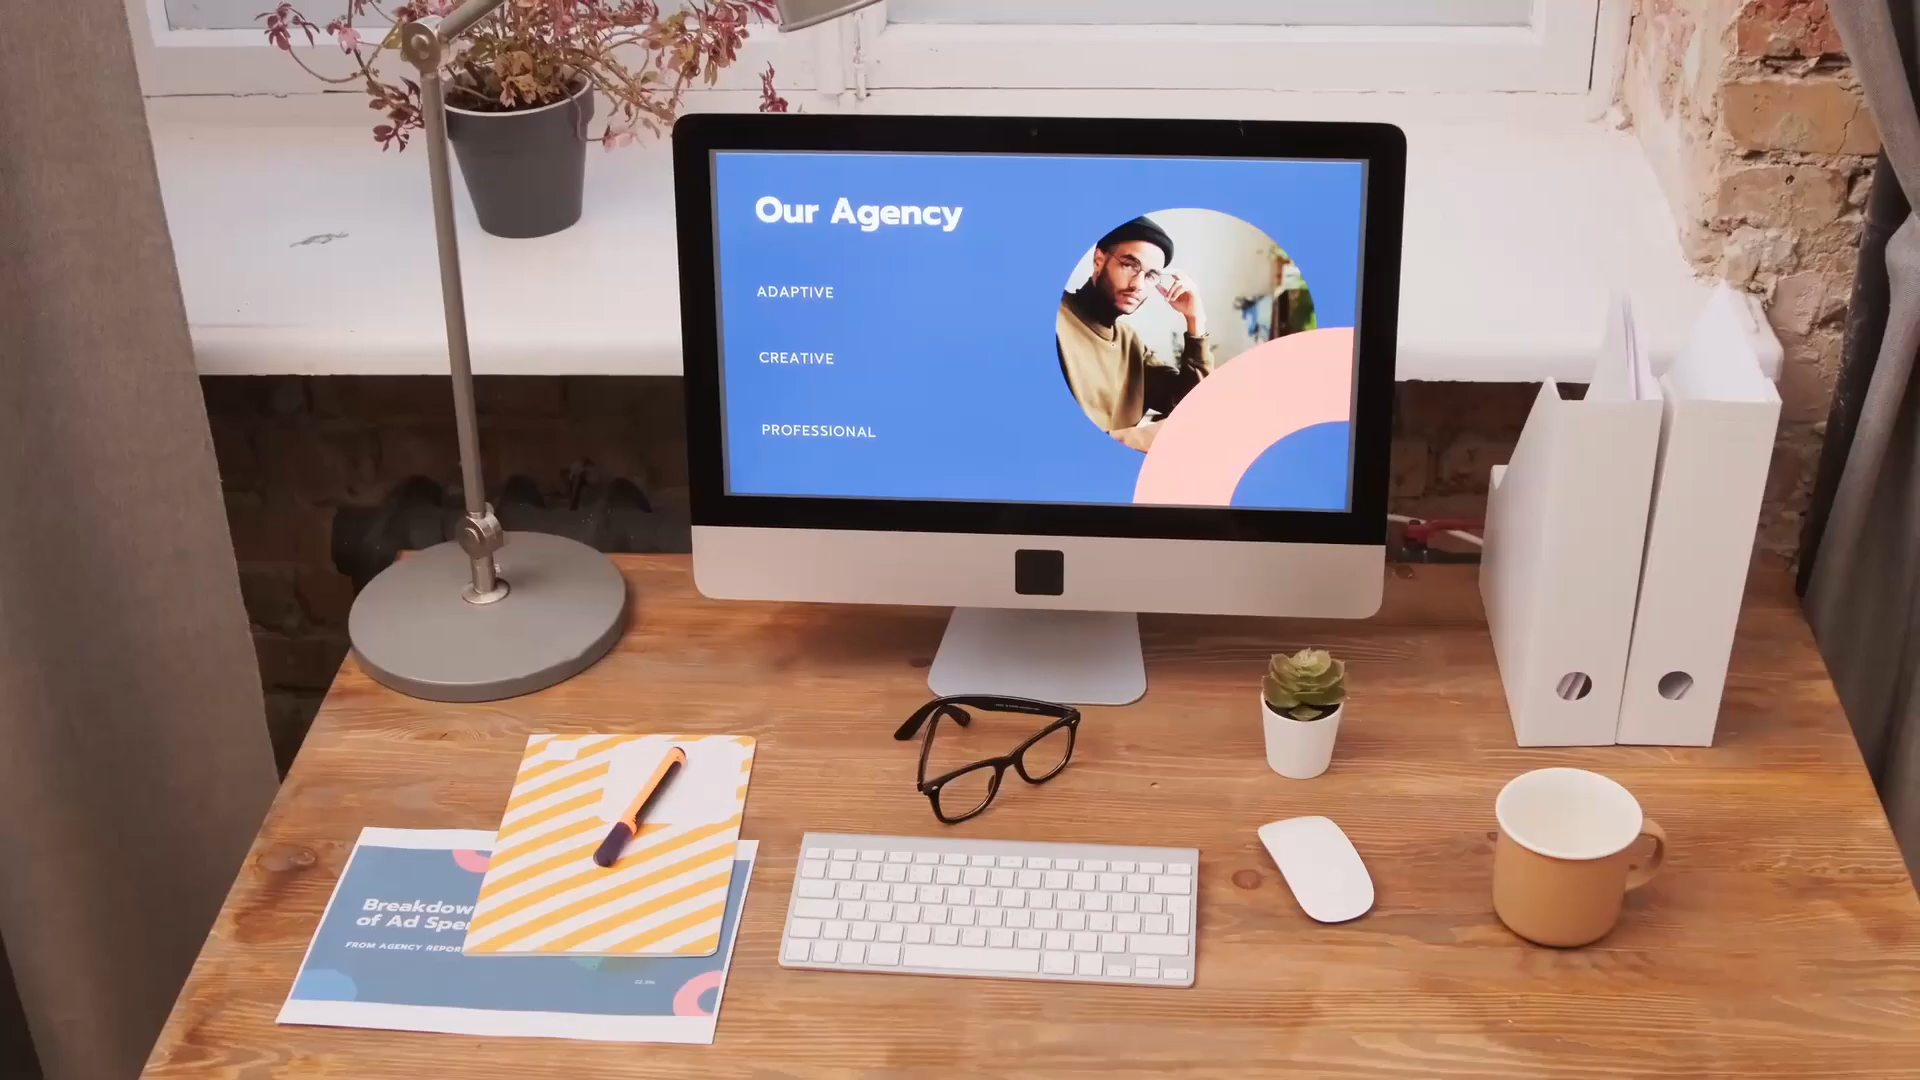 Our Agency
ADAPTIVE
CREATIVE
PROFESSIONAL
Breakdow
of Ad Spe
FROM AGENCY REPOR